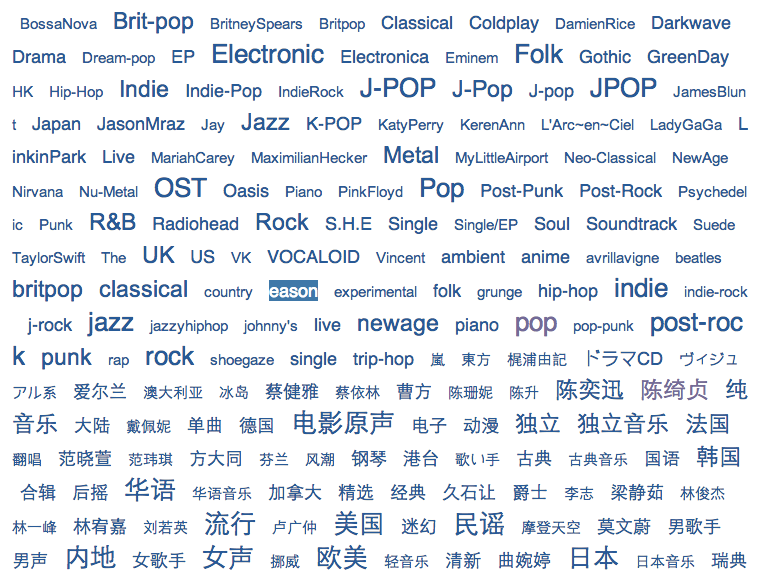 BossaNova Brit-pop BritneySpears Britpop Classical Coldplay DamienRice Darkwave
Drama Dream-pop EP Electronic Electronica Eminem Folk Gothic GreenDay
HK Hip-Hop Indie Indie-Pop IndieRock J-POP J-Pop J-pop JPOP JamesBlun
t Japan JasonMraz Jay Jazz K-POP KatyPerry KerenAnn L'Arc~en~Ciel LadyGaGa L
inkinPark Live MariahCarey MaximilianHecker Metal MyLittleAirport Neo-Classical NewAge
Nirvana Nu-Metal OST Oasis Piano PinkFloyd Pop Post-Punk Post-Rock Psychedel
ic Punk R&B Radiohead Rock S.H.E Single Single/EP Soul Soundtrack Suede
TaylorSwift The UK US VK VOCALOID Vincent ambient anime avrillavigne beatles
britpop classical country eason experimental folk grunge hip-hop indie indie-rock
j-rock jazz jazzyhiphop johnny's live newage piano pop pop-punk post-roc
k punk rap rock shoegaze single trip-hop 嵐 東方 梶浦由記 ドラマCD ヴィジュ
アル系 爱尔兰 澳大利亚 冰岛 蔡健雅 蔡依林 曹方 陈珊妮 陈升 陈奕迅 陈绮贞 纯
音乐 大陆 戴佩妮 单曲 德国 电影原声 电子 动漫 独立 独立音乐 法国
翻唱 范晓萱 范玮琪 方大同 芬兰 风潮 钢琴 港台 歌い手 古典 古典音乐 国语 韩国
合辑 后摇 华语 华语音乐 加拿大 精选 经典 久石让 爵士 李志 梁静茹 林俊杰
林一峰 林宥嘉 刘若英 流行 卢广仲 美国 迷幻 民谣 摩登天空 莫文蔚 男歌手
男声 内地 女歌手 女声 挪威 欧美 轻音乐 清新 曲婉婷 日本 日本音乐 瑞典